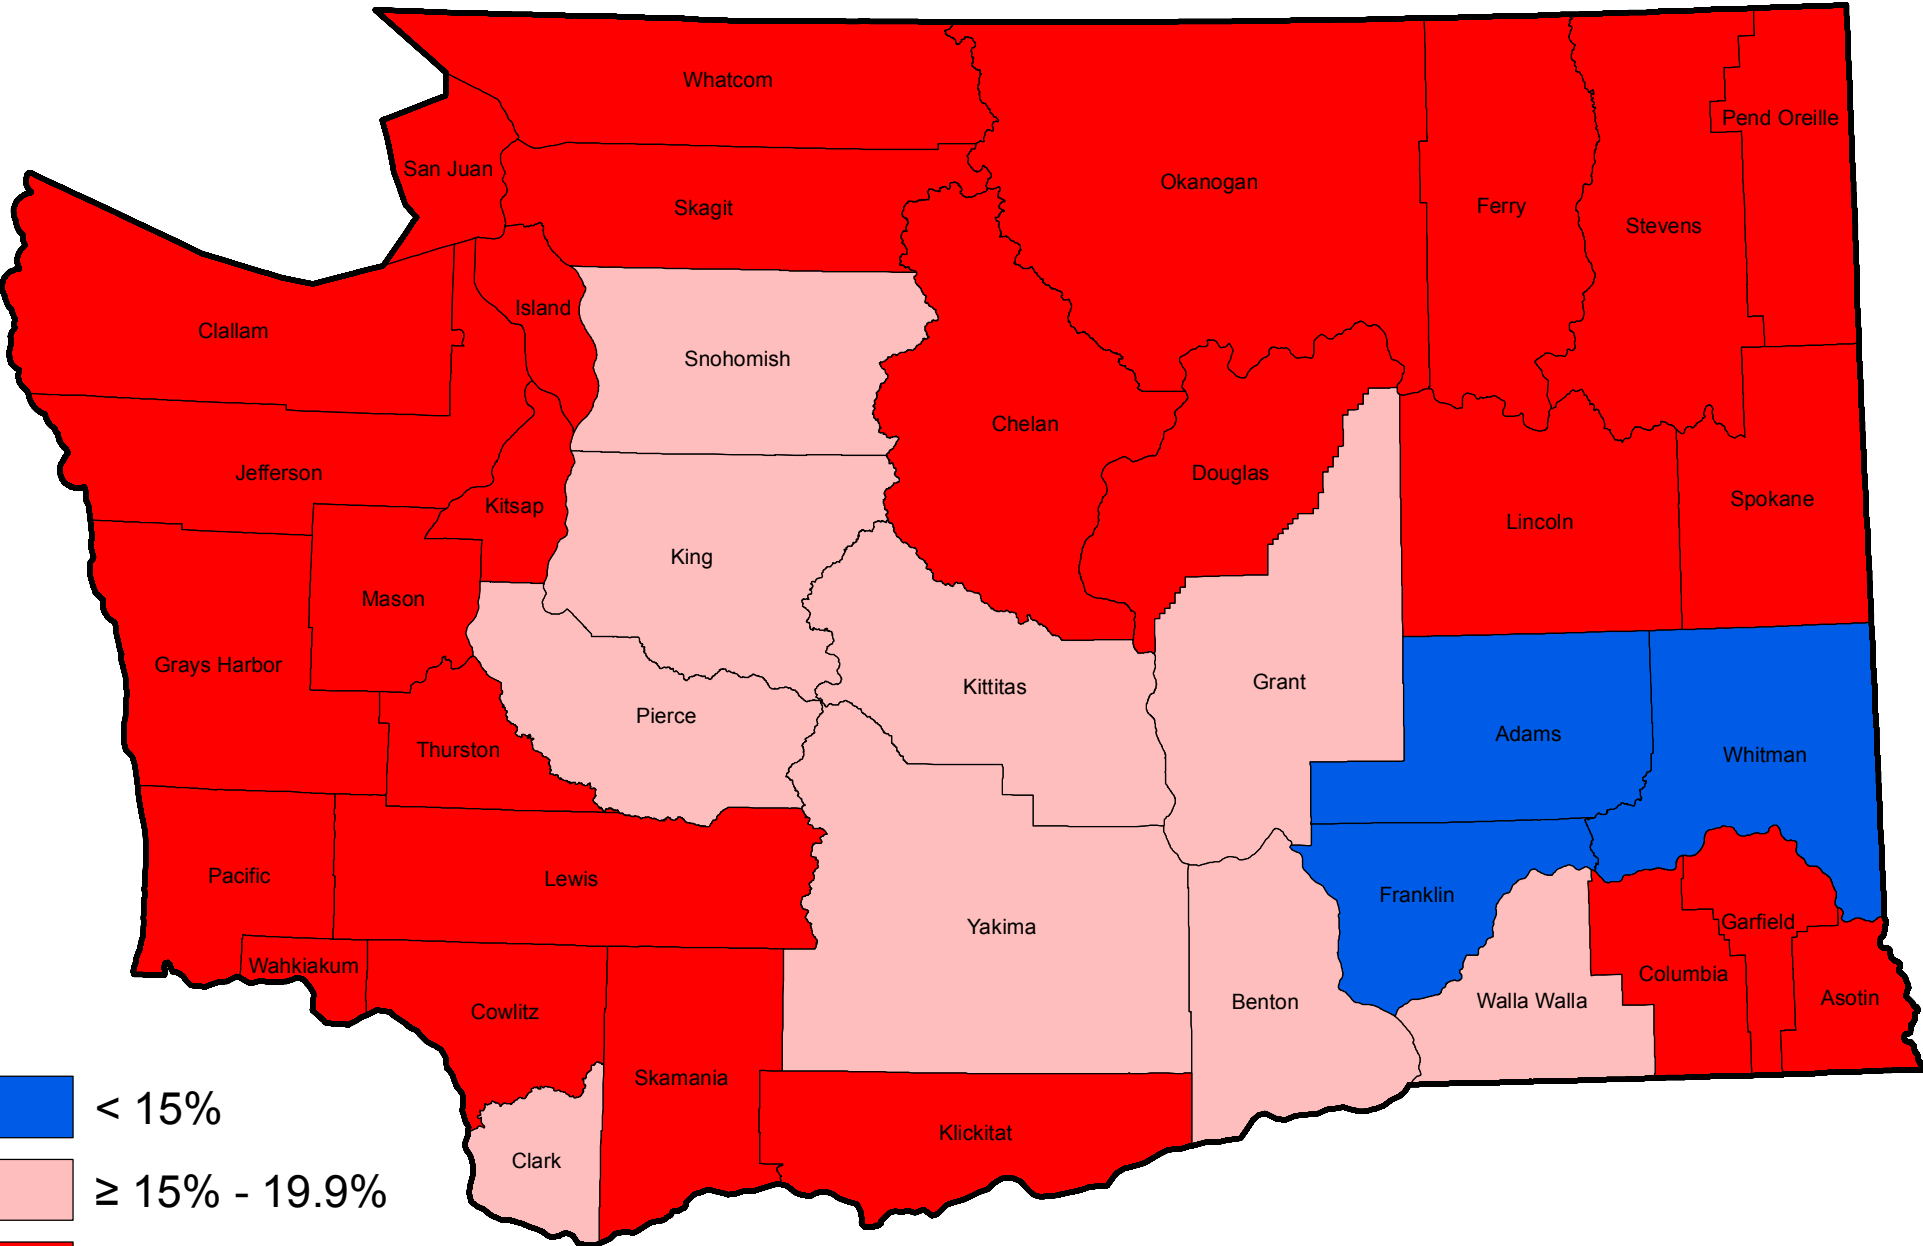 Whatcom
Pend Oreille
San Juan
Okanogan
Skagit
Ferry
Stevens
Island
Clallam
Snohomish
Chelan
Jefferson
Douglas
Kitsap
Spokane
Lincoln
King
Mason
Grays Harbor
Kittitas
Grant
Pierce
Adams
Thurston
Whitman
Pacific
Lewis
Franklin
Garfield
Yakima
Wahkiakum
Columbia
Asotin
Benton
Walla Walla
Cowlitz
Skamania
Klickitat
Clark
< 15%
≥ 15% - 19.9%